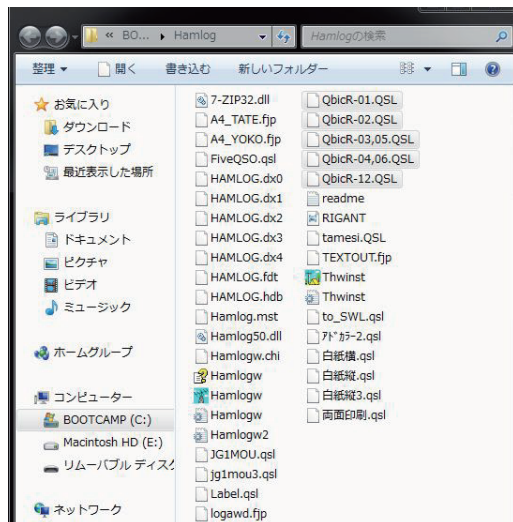 « BO... ▸ Hamlog
Hamlogの検索
整理 ▼ 開く 書き込む 新しいフォルダー
お気に入り
ダウンロード
デスクトップ
最近表示した場所
ライブラリ
ドキュメント
ピクチャ
ビデオ
ミュージック
ホームグループ
コンピューター
BOOTCAMP (C:)
Macintosh HD (E:)
リムーバブル ディスク
ネットワーク
7-ZIP32.dll
A4_TATE.fjp
A4_YOKO.fjp
FiveQSO.qsl
HAMLOG.dx0
HAMLOG.dx1
HAMLOG.dx2
HAMLOG.dx3
HAMLOG.dx4
HAMLOG.fdt
HAMLOG.hdb
Hamlog.mst
Hamlog50.dll
Hamlogw.chi
Hamlogw
Hamlogw
Hamlogw
Hamlogw2
JG1MOU.qsl
jg1mou3.qsl
Label.qsl
logawd.fjp
QbicR-01.QSL
QbicR-02.QSL
QbicR-03,05.QSL
QbicR-04,06.QSL
QbicR-12.QSL
readme
RIGANT
tamesi.QSL
TEXTOUT.fjp
Thwinst
Thwinst
to_SWL.qsl
ｱﾄﾞｶﾗｰ2.qsl
白紙横.qsl
白紙縦.qsl
白紙縦3.qsl
両面印刷.qsl